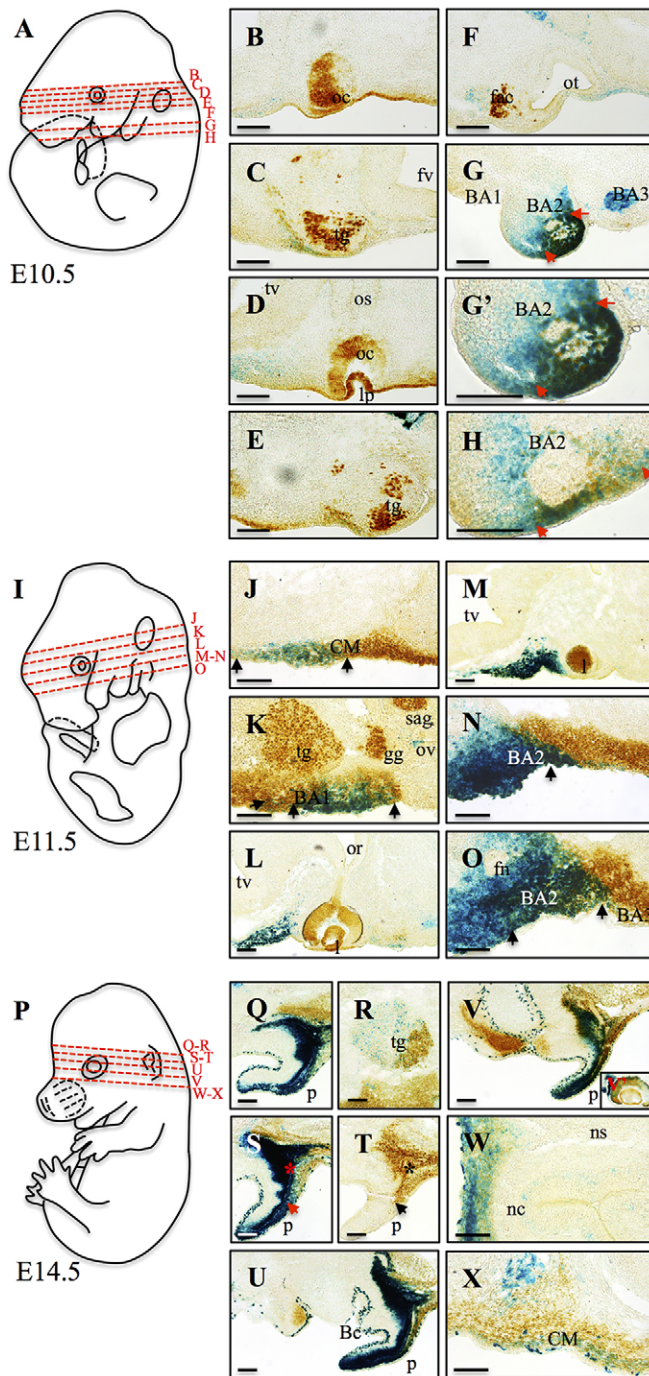 A
B
C
D
E
F
G
H
E10.5
B
oc
F
fac
ot
C
tg
fv
G
BA1
BA2
BA3
D
tv
os
oc
lp
G'
BA2
E
tg
H
BA2
I
J
K
L
M-N
O
E11.5
J
CM
M
tv
l
K
tg
sag
gg
ov
BA1
N
BA2
L
or
tv
l
O
fn
BA2
P
Q-R
S-T
U
V
W-X
E14.5
Q
p
R
tg
V
p
V'
S
*
p
T
*
p
W
ns
nc
U
Bc
p
X
CM